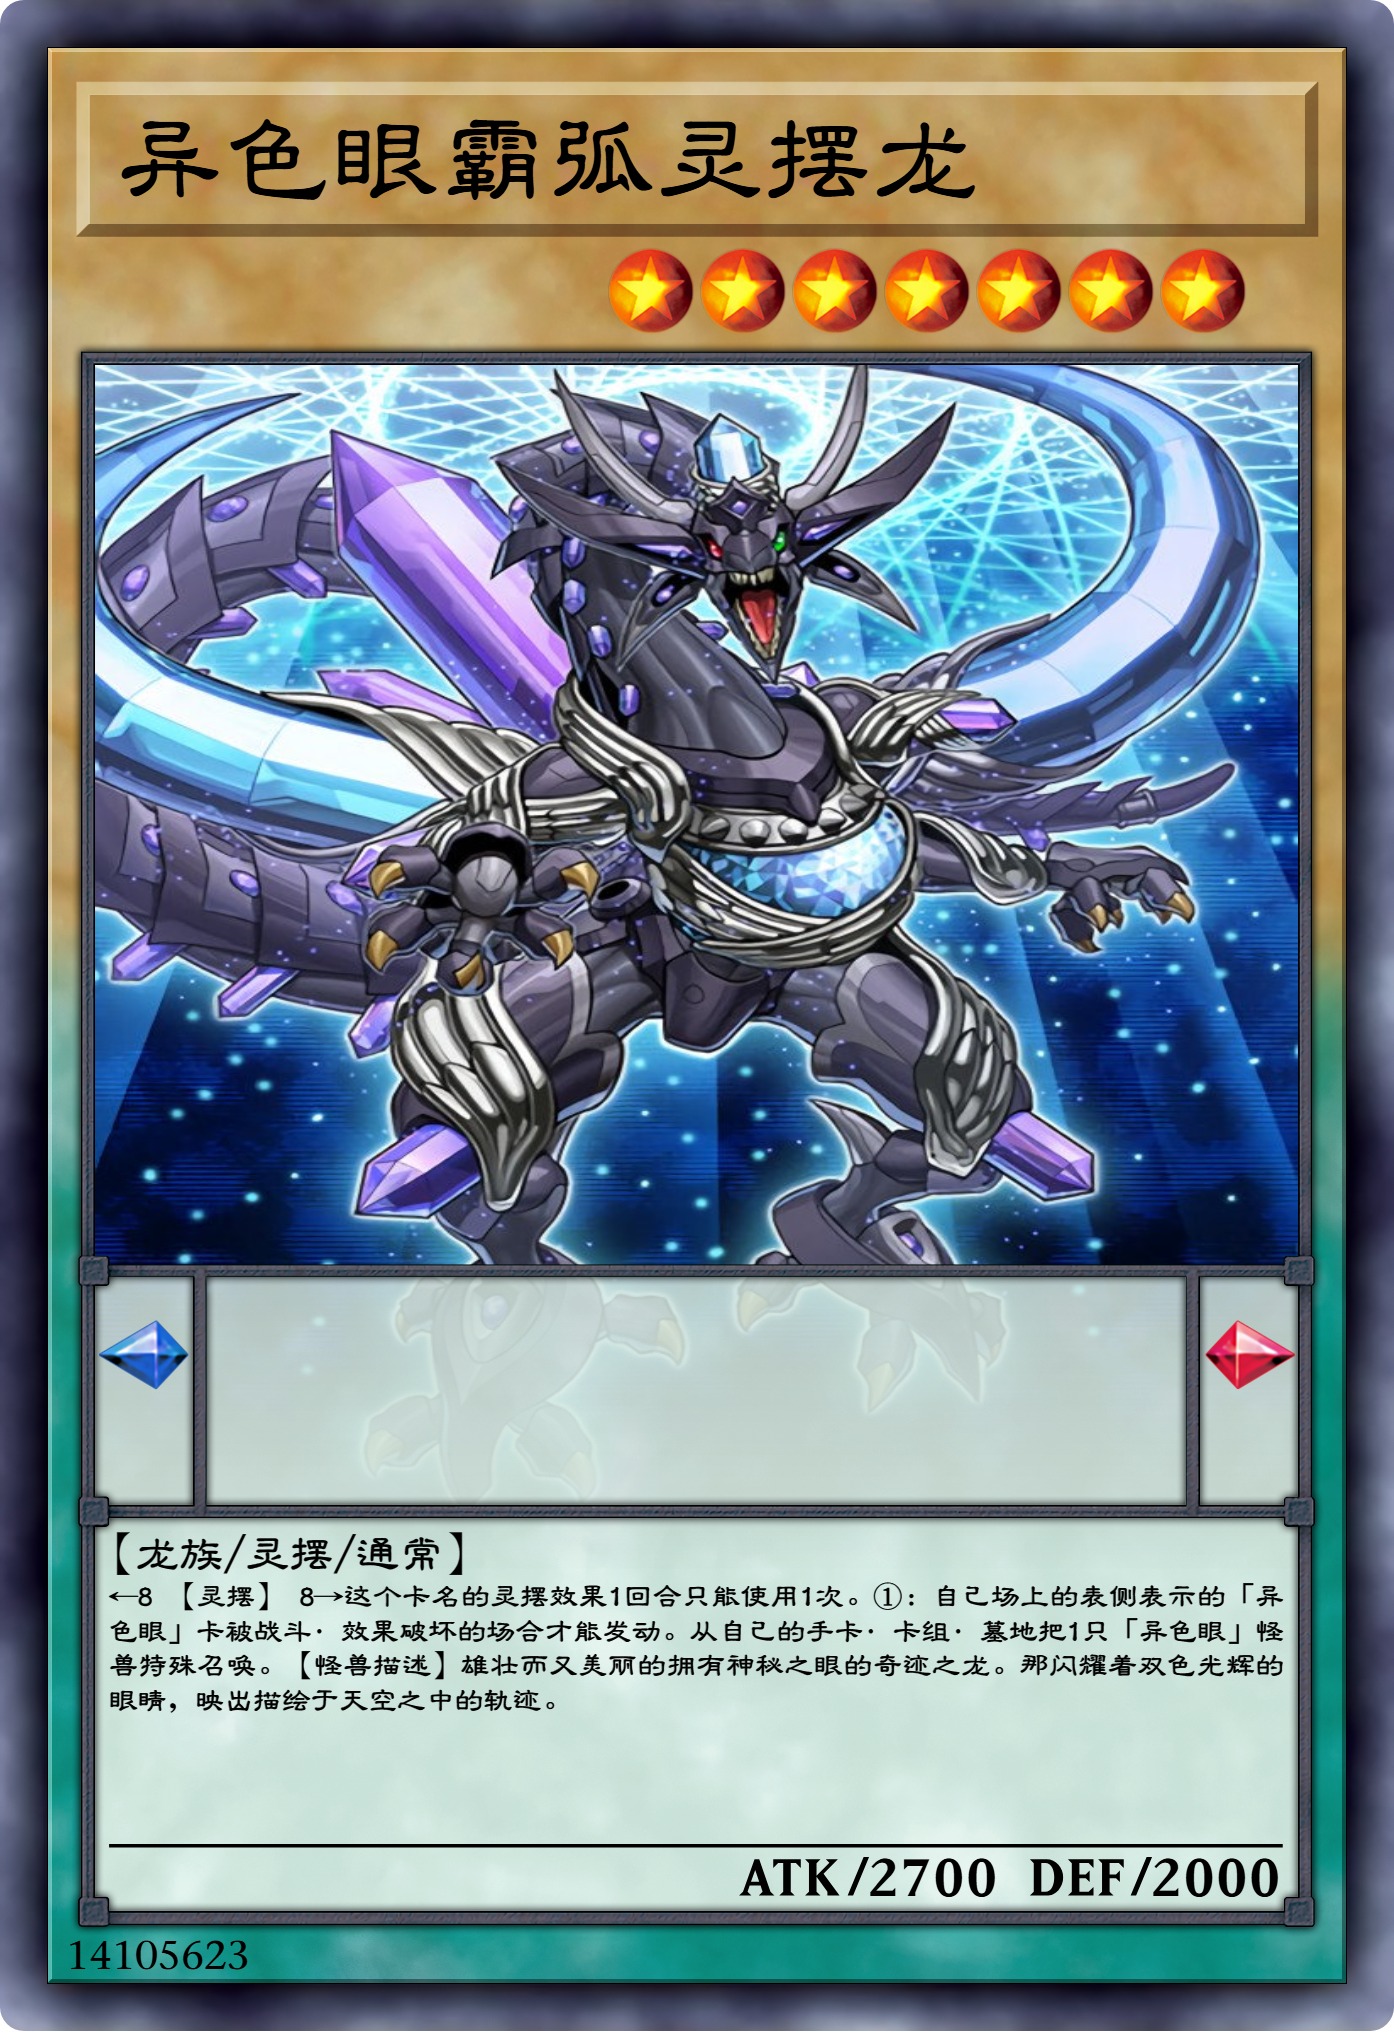 异色眼霸弧灵摆龙
【龙族/灵摆/通常】
←8 【灵摆】 8→这个卡名的灵摆效果1回合只能使用1次。①：自己场上的表侧表示的「异
色眼」卡被战斗·效果破坏的场合才能发动。从自己的手卡·卡组·墓地把1只「异色眼」怪
兽特殊召唤。【怪兽描述】雄壮而又美丽的拥有神秘之眼的奇迹之龙。那闪耀着双色光辉的
眼睛，映出描绘于天空之中的轨迹。
ATK/2700 DEF/2000
14105623